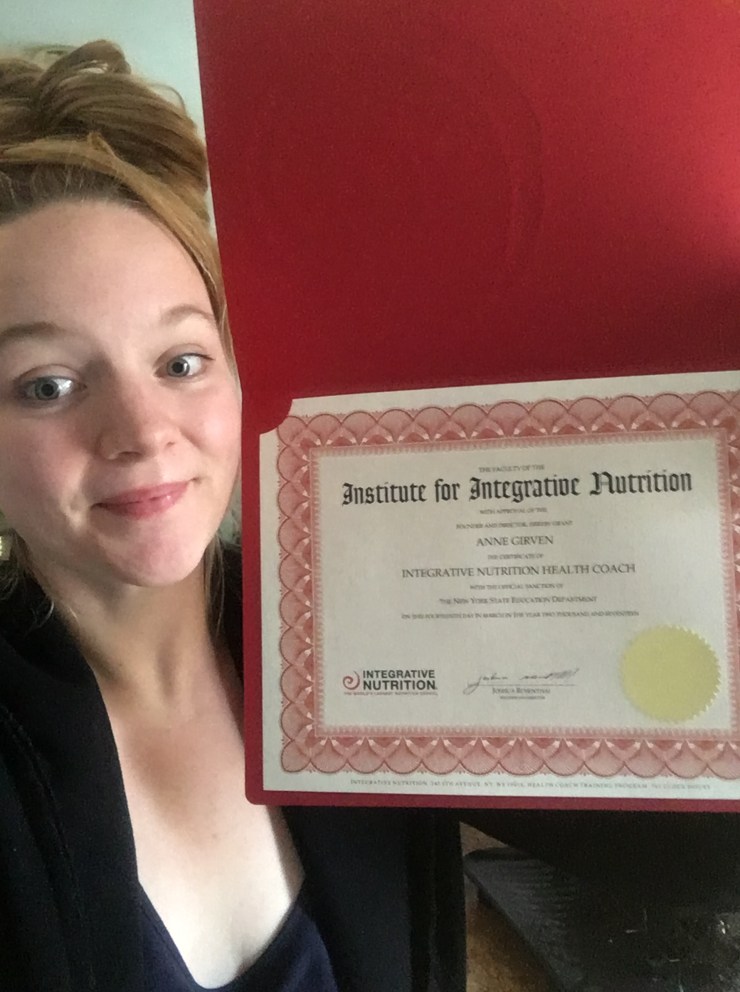 THE FACULTY OF THE
Institute for Integrative Nutrition
WITH APPROVAL OF THE
FOUNDER AND DIRECTOR, HEREBY GRANT
ANNE GIRVEN
THE CERTIFICATE OF
INTEGRATIVE NUTRITION HEALTH COACH
WITH THE OFFICIAL SANCTION OF
THE NEW YORK STATE EDUCATION DEPARTMENT
DAY IN MARCH IN THE YEAR TWO THOUSAND AND SEVENTEEN
INTEGRATIVE
NUTRITION
JOSHUA ROSENTHAL
INTEGRATIVE NUTRITION, NY HEALTH COACH TRAINING PROGRAM